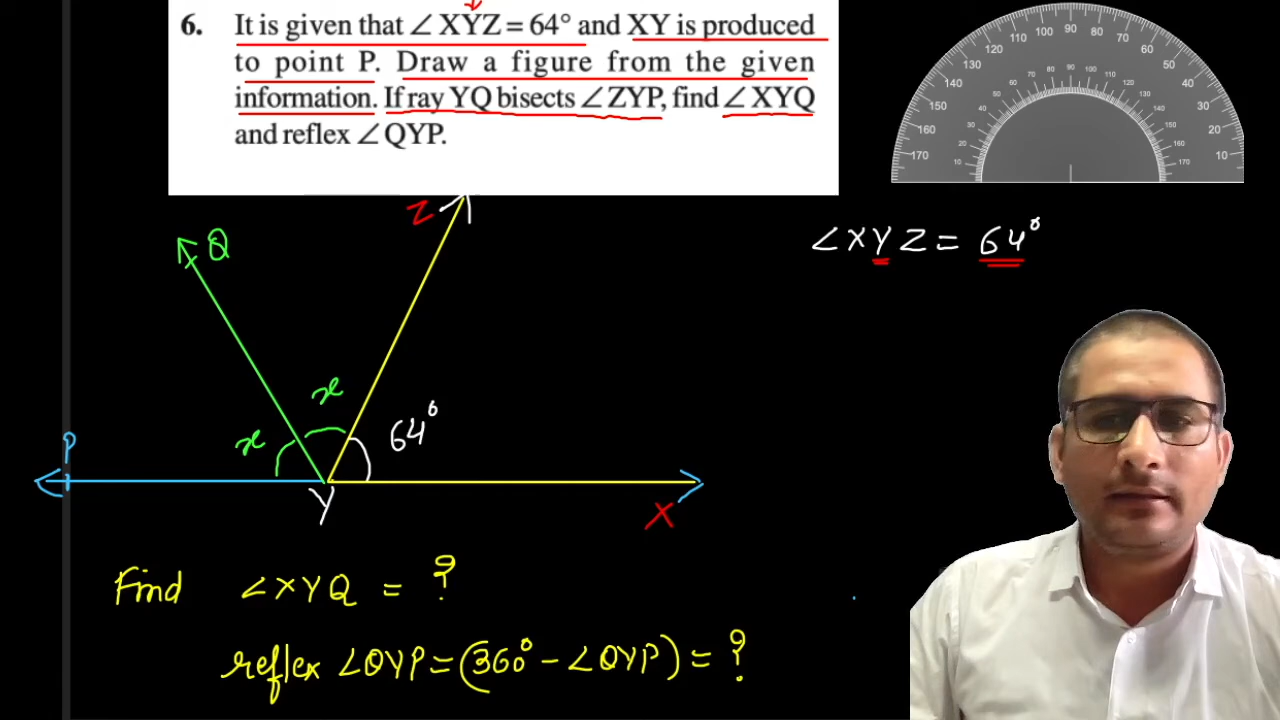 6. It is given that ∠XYZ = 64° and XY is produced
to point P. Draw a figure from the given
information. If ray YQ bisects ∠ZYP, find ∠XYQ
and reflex ∠QYP.
180 170 160 150 140 130 120 110 100 90 80 70 60 50 40 30 20 10
∠XYZ = 64°
Z
Q
x
x
64°
P
Y
X
Find ∠XYQ = ?
reflex ∠QYP = (360° - ∠QYP) = ?